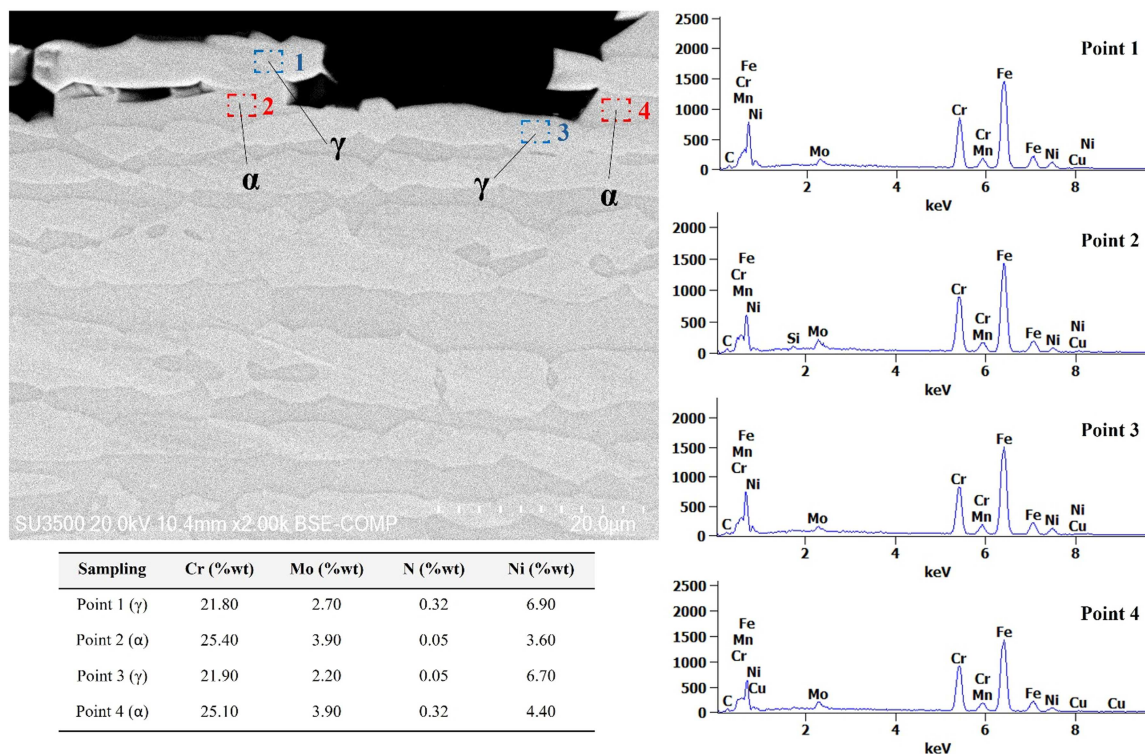 1
2
3
4
γ
α
γ
α
SU3500 20.0kV 10.4mm x2.00k BSE-COMP 20.0μm
Sampling Cr (%wt) Mo (%wt) N (%wt) Ni (%wt)
Point 1 (γ) 21.80 2.70 0.32 6.90
Point 2 (α) 25.40 3.90 0.05 3.60
Point 3 (γ) 21.90 2.20 0.05 6.70
Point 4 (α) 25.10 3.90 0.32 4.40
Point 1
2500
2000
1500
1000
500
0
Fe
Cr
Mn
Ni
C
Mo
Cr
Cr
Mn
Fe
Fe
Ni
Ni
Cu
2 4 6 8
keV
Point 2
2000
1500
1000
500
0
Fe
Cr
Mn
Ni
C
Si
Mo
Cr
Cr
Mn
Fe
Fe
Ni
Ni
Cu
2 4 6 8
keV
Point 3
2000
1500
1000
500
0
Fe
Mn
Cr
Ni
C
Mo
Cr
Cr
Mn
Fe
Fe
Ni
Ni
Cu
2 4 6 8
keV
Point 4
2500
2000
1500
1000
500
0
Fe
Mn
Cr
Ni
Cu
C
Mo
Cr
Cr
Mn
Fe
Fe
Ni
Cu
Cu
2 4 6 8
keV